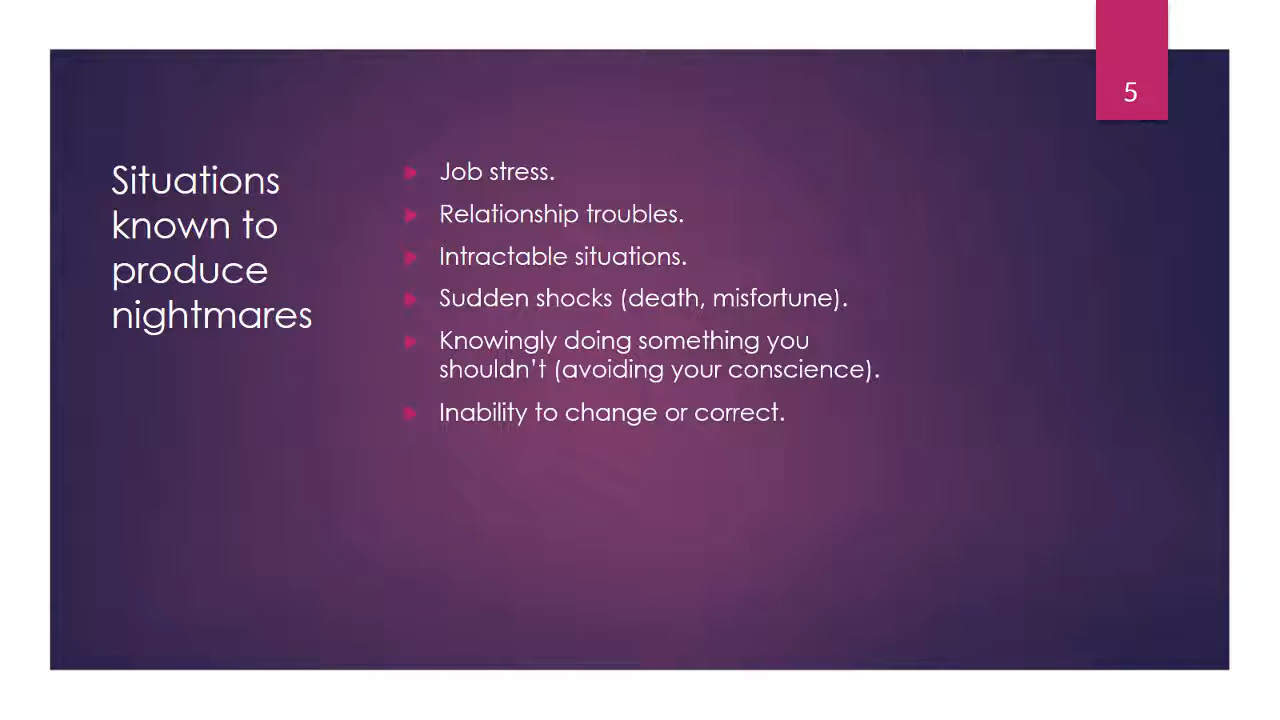 5
Situations
known to
produce
nightmares
Job stress.
Relationship troubles.
Intractable situations.
Sudden shocks (death, misfortune).
Knowingly doing something you
shouldn’t (avoiding your conscience).
Inability to change or correct.